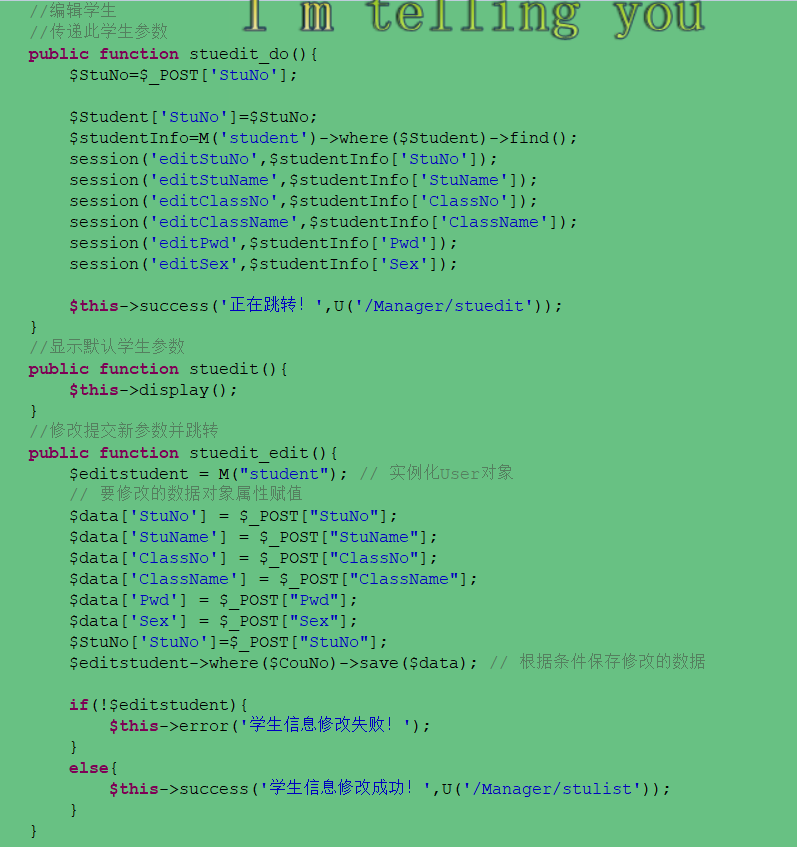 I m telling you
//编辑学生
//传递此学生参数
public function stuedit_do(){
$StuNo=$_POST['StuNo'];
$Student['StuNo']=$StuNo;
$studentInfo=M('student')->where($Student)->find();
session('editStuNo',$studentInfo['StuNo']);
session('editStuName',$studentInfo['StuName']);
session('editClassNo',$studentInfo['ClassNo']);
session('editClassName',$studentInfo['ClassName']);
session('editPwd',$studentInfo['Pwd']);
session('editSex',$studentInfo['Sex']);
$this->success('正在跳转！',U('/Manager/stuedit'));
}
//显示默认学生参数
public function stuedit(){
$this->display();
}
//修改提交新参数并跳转
public function stuedit_edit(){
$editstudent = M("student"); // 实例化User对象
// 要修改的数据对象属性赋值
$data['StuNo'] = $_POST["StuNo"];
$data['StuName'] = $_POST["StuName"];
$data['ClassNo'] = $_POST["ClassNo"];
$data['ClassName'] = $_POST["ClassName"];
$data['Pwd'] = $_POST["Pwd"];
$data['Sex'] = $_POST["Sex"];
$StuNo['StuNo']=$_POST["StuNo"];
$editstudent->where($CouNo)->save($data); // 根据条件保存修改的数据
if(!$editstudent){
$this->error('学生信息修改失败！');
}
else{
$this->success('学生信息修改成功！',U('/Manager/stulist'));
}
}